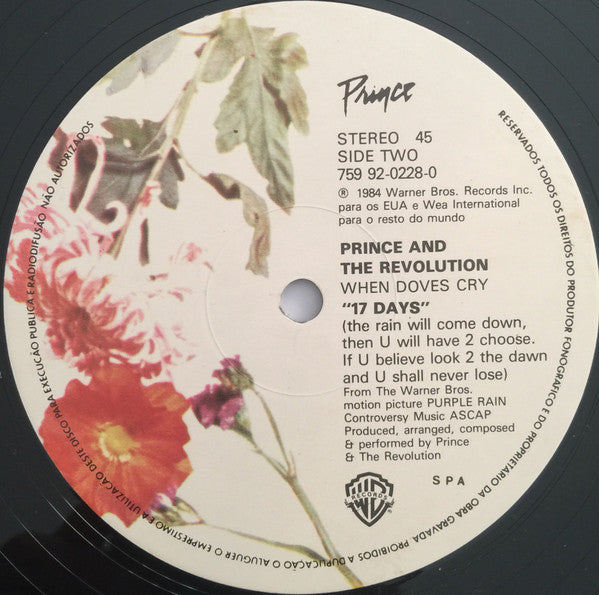 Prince
STEREO 45
SIDE TWO
759 92-0228-0
℗ 1984 Warner Bros. Records Inc.
para os EUA e Wea International
para o resto do mundo
PRINCE AND
THE REVOLUTION
WHEN DOVES CRY
"17 DAYS"
(the rain will come down,
then U will have 2 choose.
If U believe look 2 the dawn
and U shall never lose)
From The Warner Bros.
motion picture PURPLE RAIN
Controversy Music ASCAP
Produced, arranged, composed
& performed by Prince
& The Revolution
WB
RECORDS
SPA
RESERVADOS TODOS OS DIREITOS DO PRODUTOR FONOGRÁFICO E DO PROPRIETARIO DA OBRA GRAVADA PROIBIDOS A DUPLICAÇÃO O ALUGUER O EMPRESTIMO E A UTILIZAÇÃO DESTE DISCO PARA EXECUÇÃO PUBLICA E RADIODIFUSÃO NÃO AUTORIZADOS